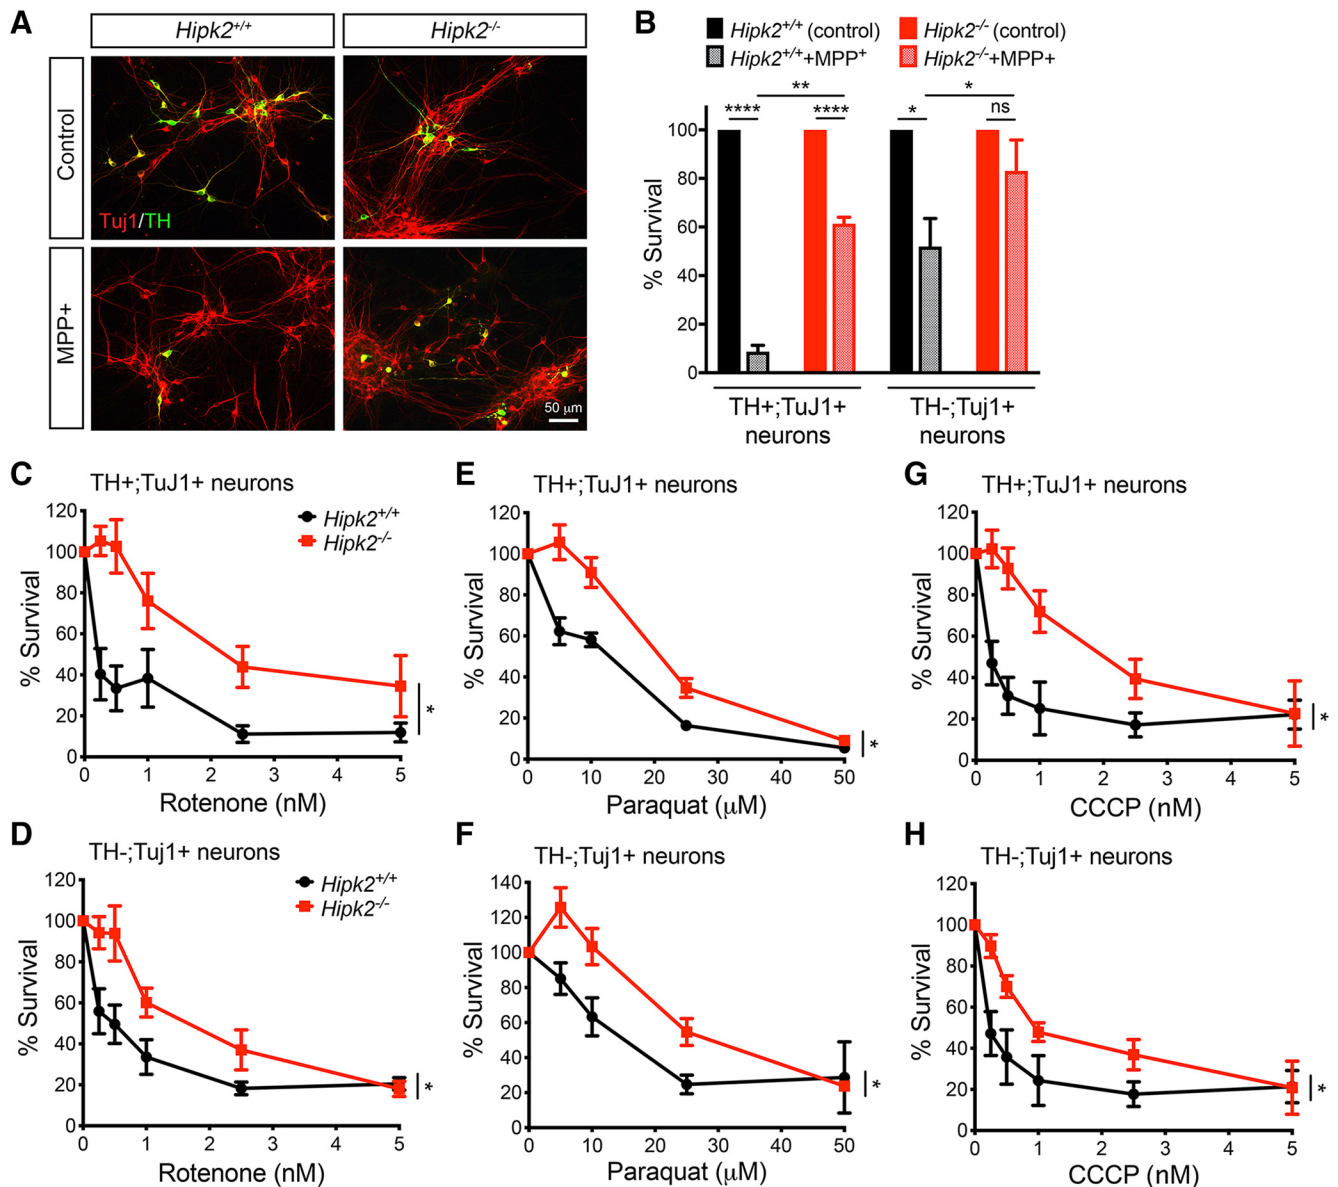 A
Hipk2+/+
Hipk2-/-
Control
MPP+
Tuj1/TH
50 μm
B
Hipk2+/+ (control)
Hipk2-/- (control)
Hipk2+/++MPP+
Hipk2-/-+MPP+
** *
**** **** * ns
% Survival
100
80
60
40
20
0
TH+;TuJ1+
neurons
TH-;Tuj1+
neurons
C
TH+;TuJ1+ neurons
Hipk2+/+
Hipk2-/-
% Survival
120
100
80
60
40
20
0
*
0 1 2 3 4 5
Rotenone (nM)
E
TH+;TuJ1+ neurons
% Survival
120
100
80
60
40
20
0
*
0 10 20 30 40 50
Paraquat (μM)
G
TH+;TuJ1+ neurons
% Survival
120
100
80
60
40
20
0
*
0 1 2 3 4 5
CCCP (nM)
D
TH-;Tuj1+ neurons
Hipk2+/+
Hipk2-/-
% Survival
120
100
80
60
40
20
0
*
0 1 2 3 4 5
Rotenone (nM)
F
TH-;Tuj1+ neurons
% Survival
140
120
100
80
60
40
20
0
*
0 10 20 30 40 50
Paraquat (μM)
H
TH-;Tuj1+ neurons
% Survival
120
100
80
60
40
20
0
*
0 1 2 3 4 5
CCCP (nM)